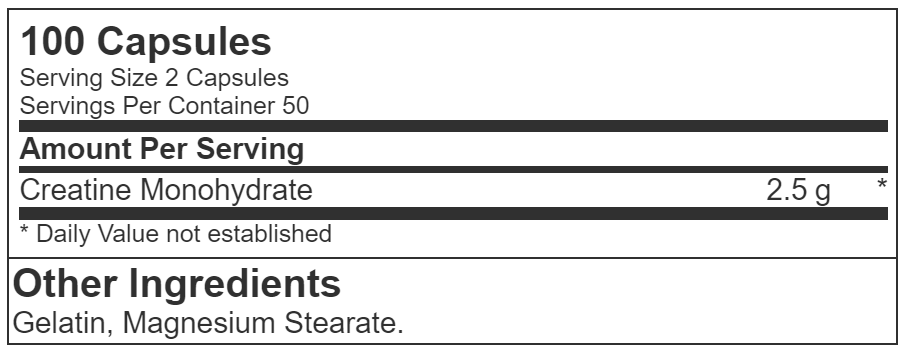 100 Capsules
Serving Size 2 Capsules
Servings Per Container 50
Amount Per Serving
Creatine Monohydrate 2.5 g *
* Daily Value not established
Other Ingredients
Gelatin, Magnesium Stearate.